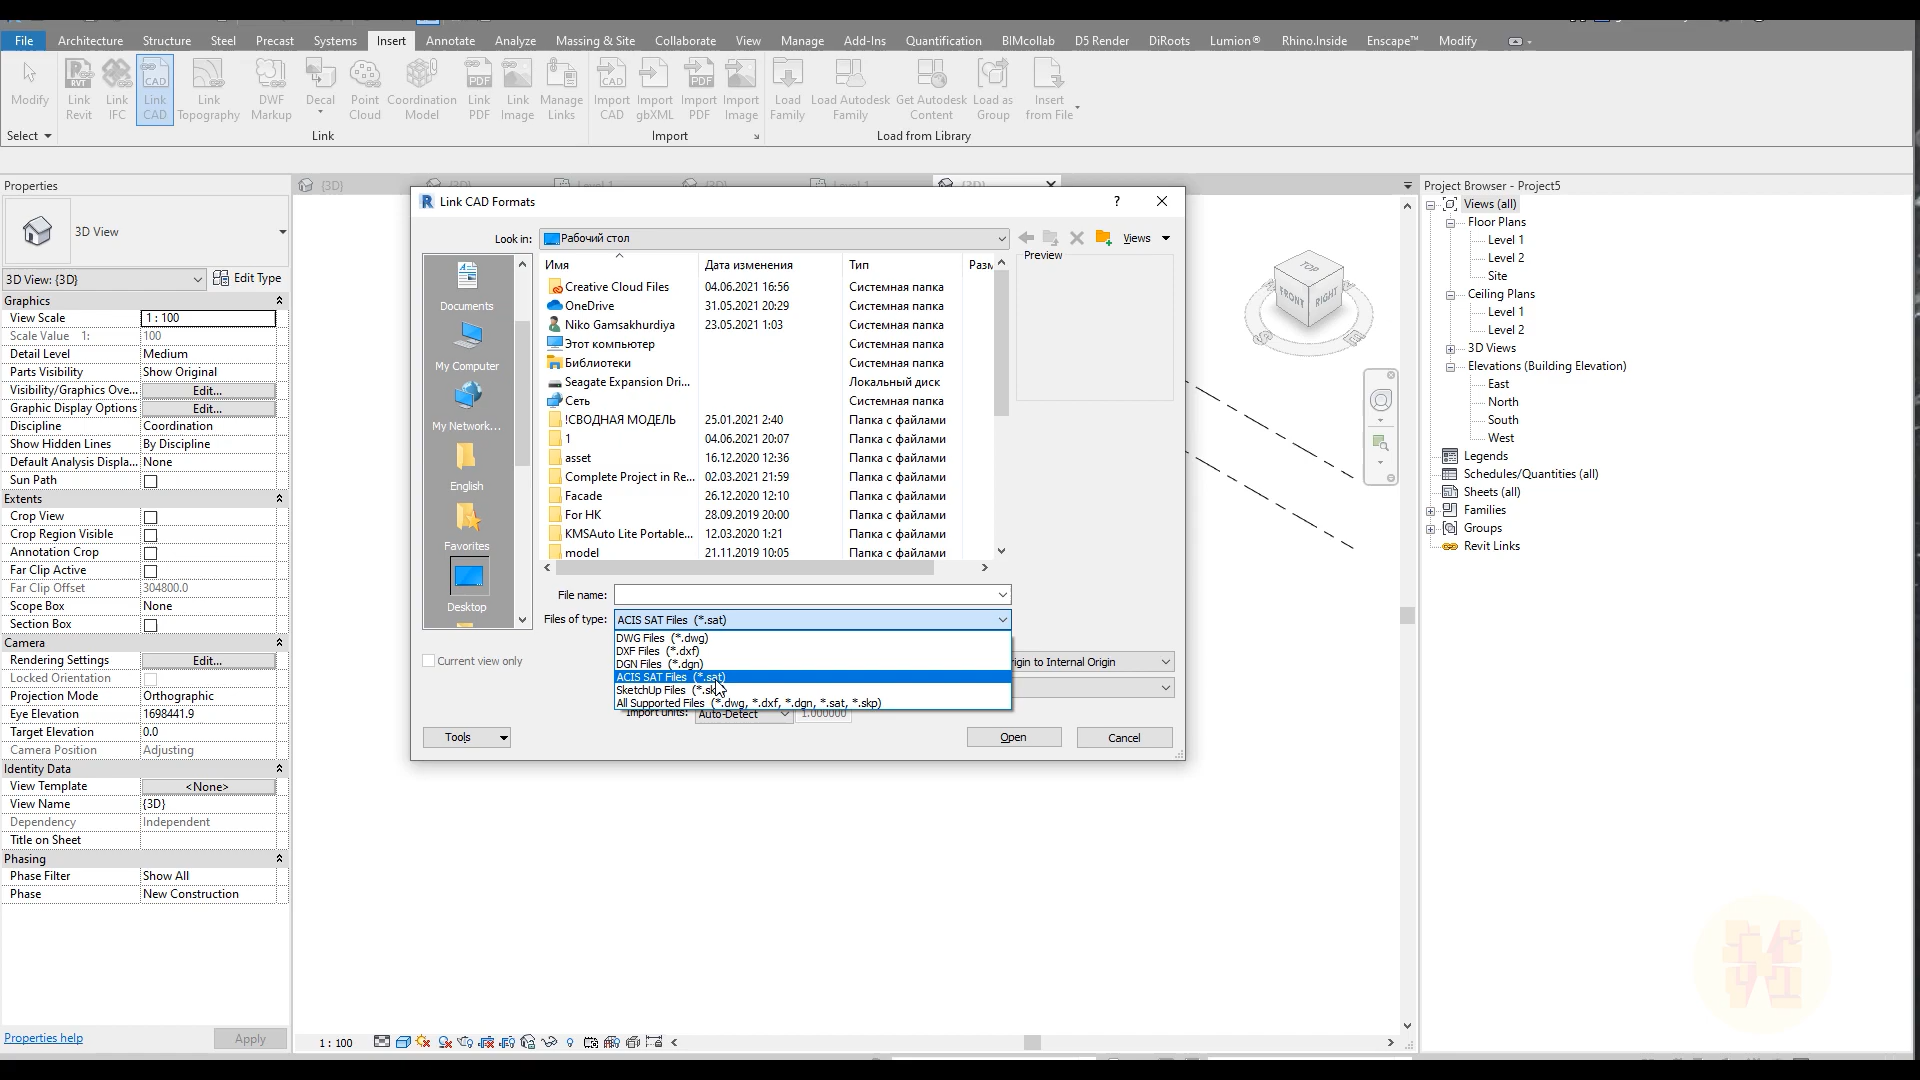 File Architecture Structure Steel Precast Systems Insert Annotate Analyze Massing & Site Collaborate View Manage Add-Ins Quantification BIMcollab D5 Render DiRoots Lumion® Rhino.Inside Enscape™ Modify
Modify
Link Revit
Link IFC
Link CAD
Link Topography
DWF Markup
Decal
Point Cloud
Coordination Model
Link PDF
Link Image
Manage Links
Import CAD
Import gbXML
Import PDF
Import Image
Load Family
Load Autodesk Family
Get Autodesk Content
Load as Group
Insert from File
Select Link Import Load from Library
Properties
3D View
3D View: {3D} Edit Type
Graphics
View Scale 1 : 100
Scale Value 1: 100
Detail Level Medium
Parts Visibility Show Original
Visibility/Graphics Ove... Edit...
Graphic Display Options Edit...
Discipline Coordination
Show Hidden Lines By Discipline
Default Analysis Displa... None
Sun Path
Extents
Crop View
Crop Region Visible
Annotation Crop
Far Clip Active
Far Clip Offset 304800.0
Scope Box None
Section Box
Camera
Rendering Settings Edit...
Locked Orientation
Projection Mode Orthographic
Eye Elevation 1698441.9
Target Elevation 0.0
Camera Position Adjusting
Identity Data
View Template <None>
View Name {3D}
Dependency Independent
Title on Sheet
Phasing
Phase Filter Show All
Phase New Construction
Properties help Apply
{3D}
Link CAD Formats ?
Look in: Рабочий стол Views
Documents
My Computer
My Network...
English
Favorites
Desktop
Имя Дата изменения Тип Разм
Creative Cloud Files 04.06.2021 16:56 Системная папка
OneDrive 31.05.2021 20:29 Системная папка
Niko Gamsakhurdiya 23.05.2021 1:03 Системная папка
Этот компьютер Системная папка
Библиотеки Системная папка
Seagate Expansion Dri... Локальный диск
Сеть Системная папка
!СВОДНАЯ МОДЕЛЬ 25.01.2021 2:40 Папка с файлами
1 04.06.2021 20:07 Папка с файлами
asset 16.12.2020 12:36 Папка с файлами
Complete Project in Re... 02.03.2021 21:59 Папка с файлами
Facade 26.12.2020 12:10 Папка с файлами
For HK 28.09.2019 20:00 Папка с файлами
KMSAuto Lite Portable... 12.03.2020 1:21 Папка с файлами
model 21.11.2019 10:05 Папка с файлами
Preview
File name:
Files of type: ACIS SAT Files (*.sat)
DWG Files (*.dwg)
DXF Files (*.dxf)
DGN Files (*.dgn)
ACIS SAT Files (*.sat)
SketchUp Files (*.sk
All Supported Files (*.dwg, *.dxf, *.dgn, *.sat, *.skp)
Current view only
igin to Internal Origin
Import units: Auto-Detect 1.000000
Tools Open Cancel
TOP
FRONT RIGHT
Project Browser - Project5
Views (all)
Floor Plans
Level 1
Level 2
Site
Ceiling Plans
Level 1
Level 2
3D Views
Elevations (Building Elevation)
East
North
South
West
Legends
Schedules/Quantities (all)
Sheets (all)
Families
Groups
Revit Links
1 : 100